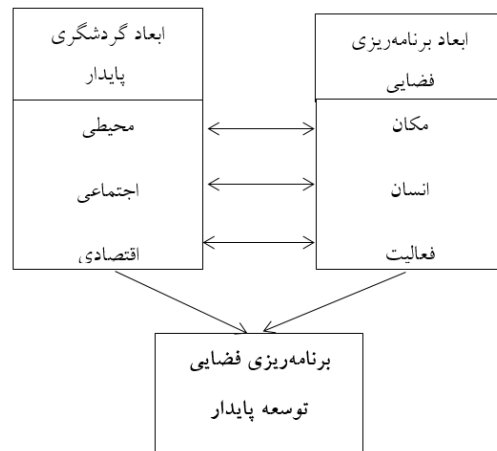 ابعاد برنامه‌ریزی
فضایی
مکان
انسان
فعالیت
ابعاد گردشگری
پایدار
محیطی
اجتماعی
اقتصادی
برنامه‌ریزی فضایی
توسعه پایدار